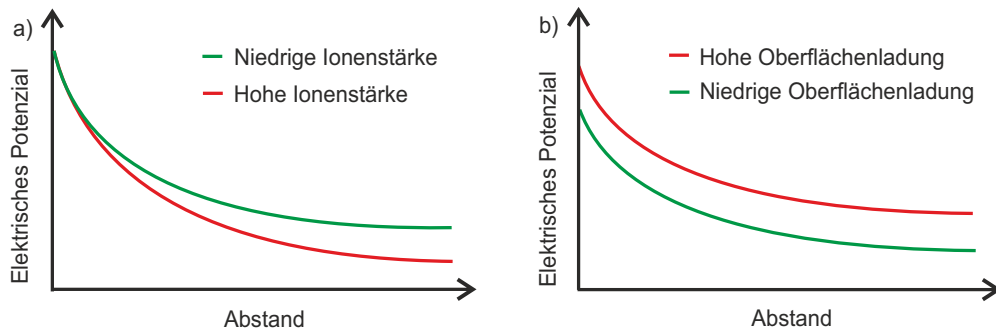 a)
Niedrige Ionenstärke
Hohe Ionenstärke
Elektrisches Potenzial
Abstand
b)
Hohe Oberflächenladung
Niedrige Oberflächenladung
Elektrisches Potenzial
Abstand